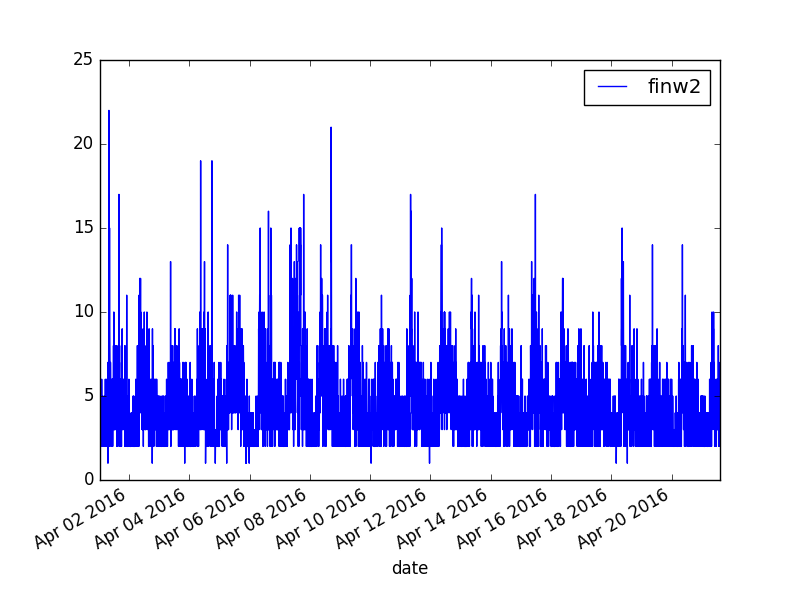 25
20
15
10
5
0
finw2
Apr 02 2016
Apr 04 2016
Apr 06 2016
Apr 08 2016
Apr 10 2016
Apr 12 2016
Apr 14 2016
Apr 16 2016
Apr 18 2016
Apr 20 2016
date